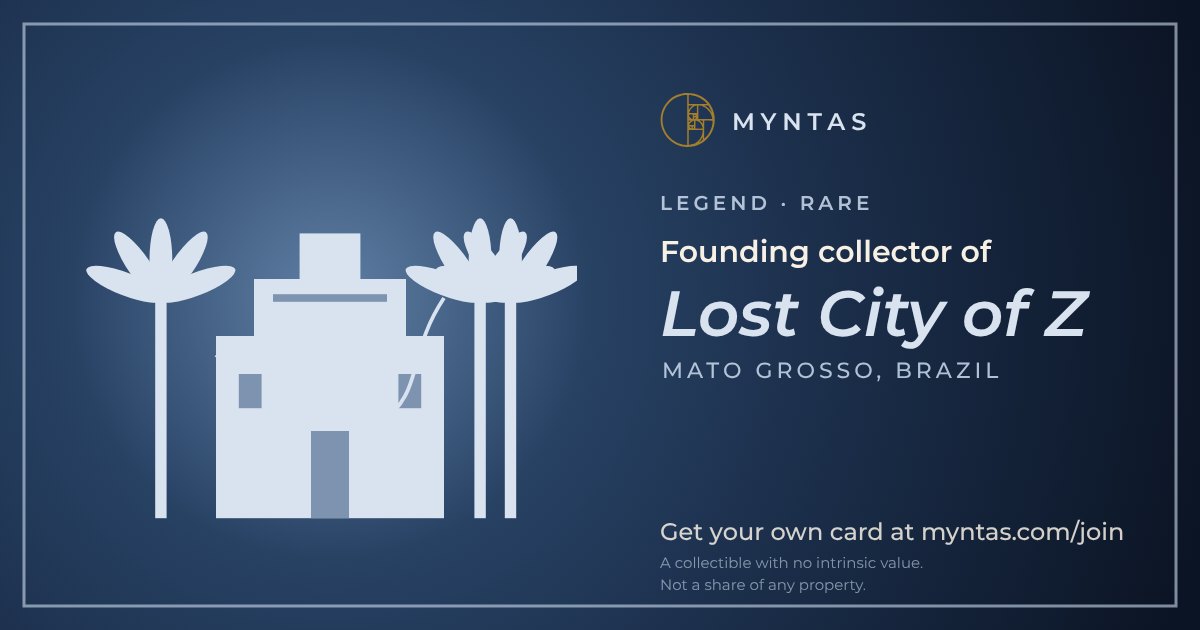 MYNTAS
LEGEND · RARE
Founding collector of
Lost City of Z
MATO GROSSO, BRAZIL
Get your own card at myntas.com/join
A collectible with no intrinsic value.
Not a share of any property.